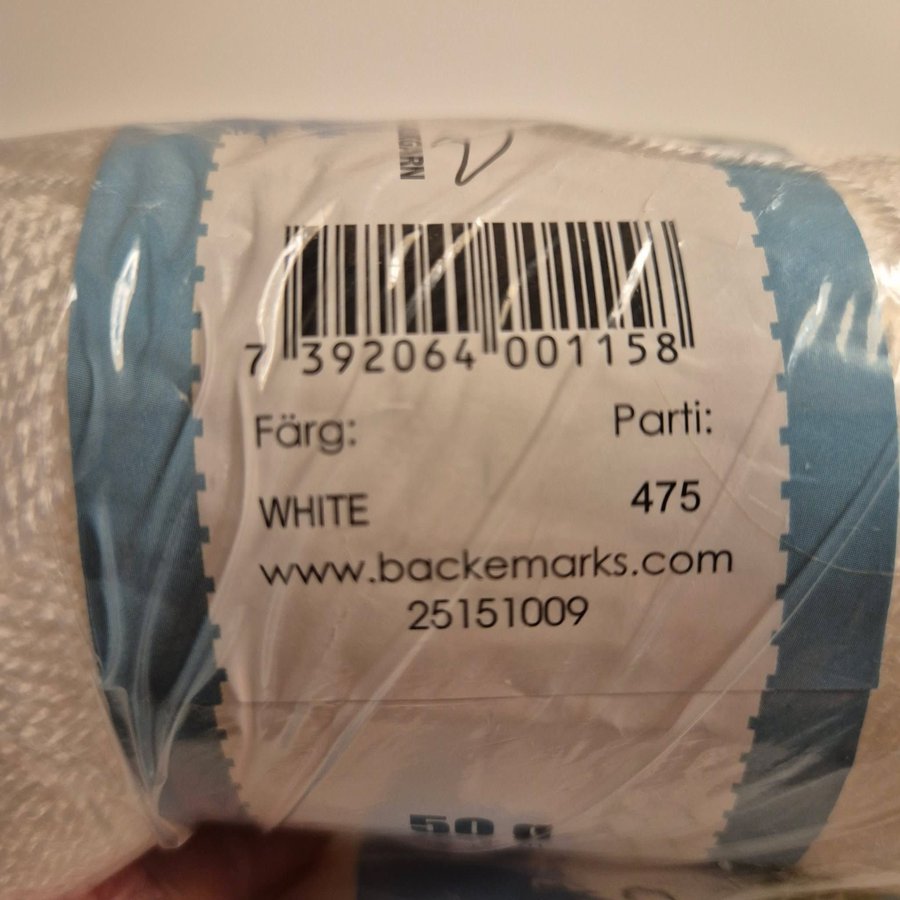 7 392064 001158
Färg: Parti:
WHITE 475
www.backemarks.com
25151009
50 g